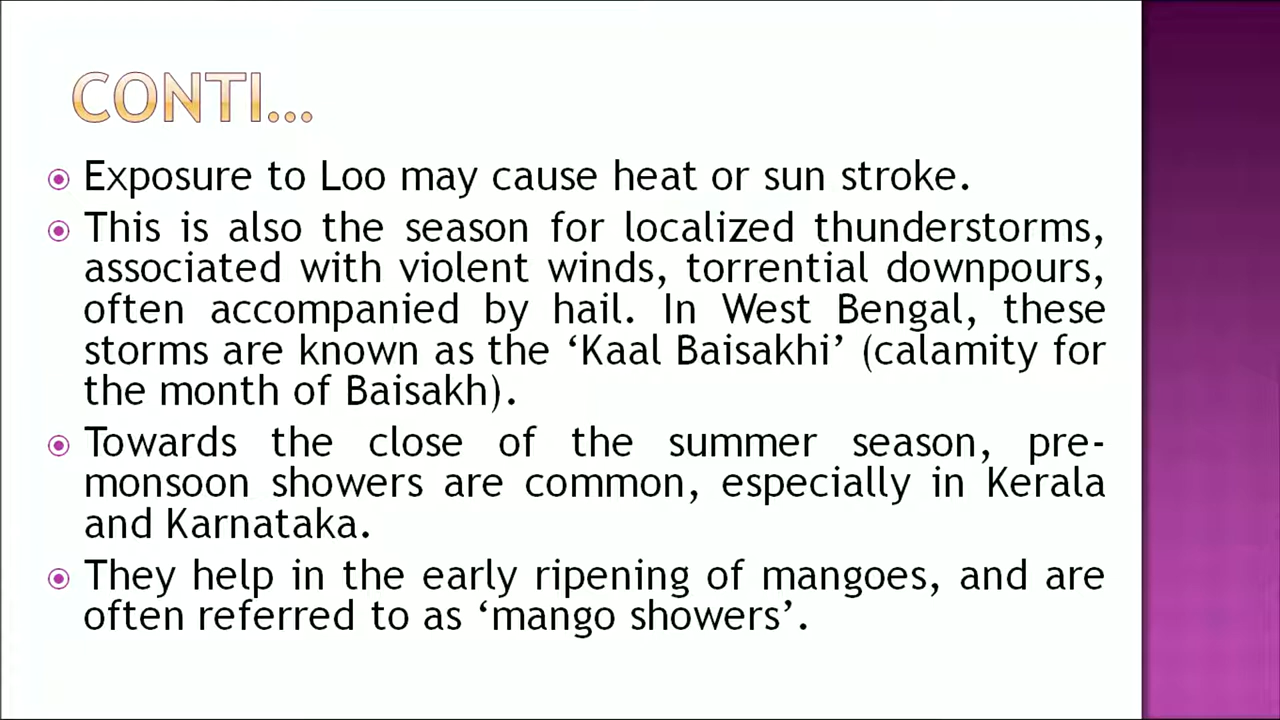 CONTI...
Exposure to Loo may cause heat or sun stroke.
This is also the season for localized thunderstorms,
associated with violent winds, torrential downpours,
often accompanied by hail. In West Bengal, these
storms are known as the ‘Kaal Baisakhi’ (calamity for
the month of Baisakh).
Towards the close of the summer season, pre-
monsoon showers are common, especially in Kerala
and Karnataka.
They help in the early ripening of mangoes, and are
often referred to as ‘mango showers’.